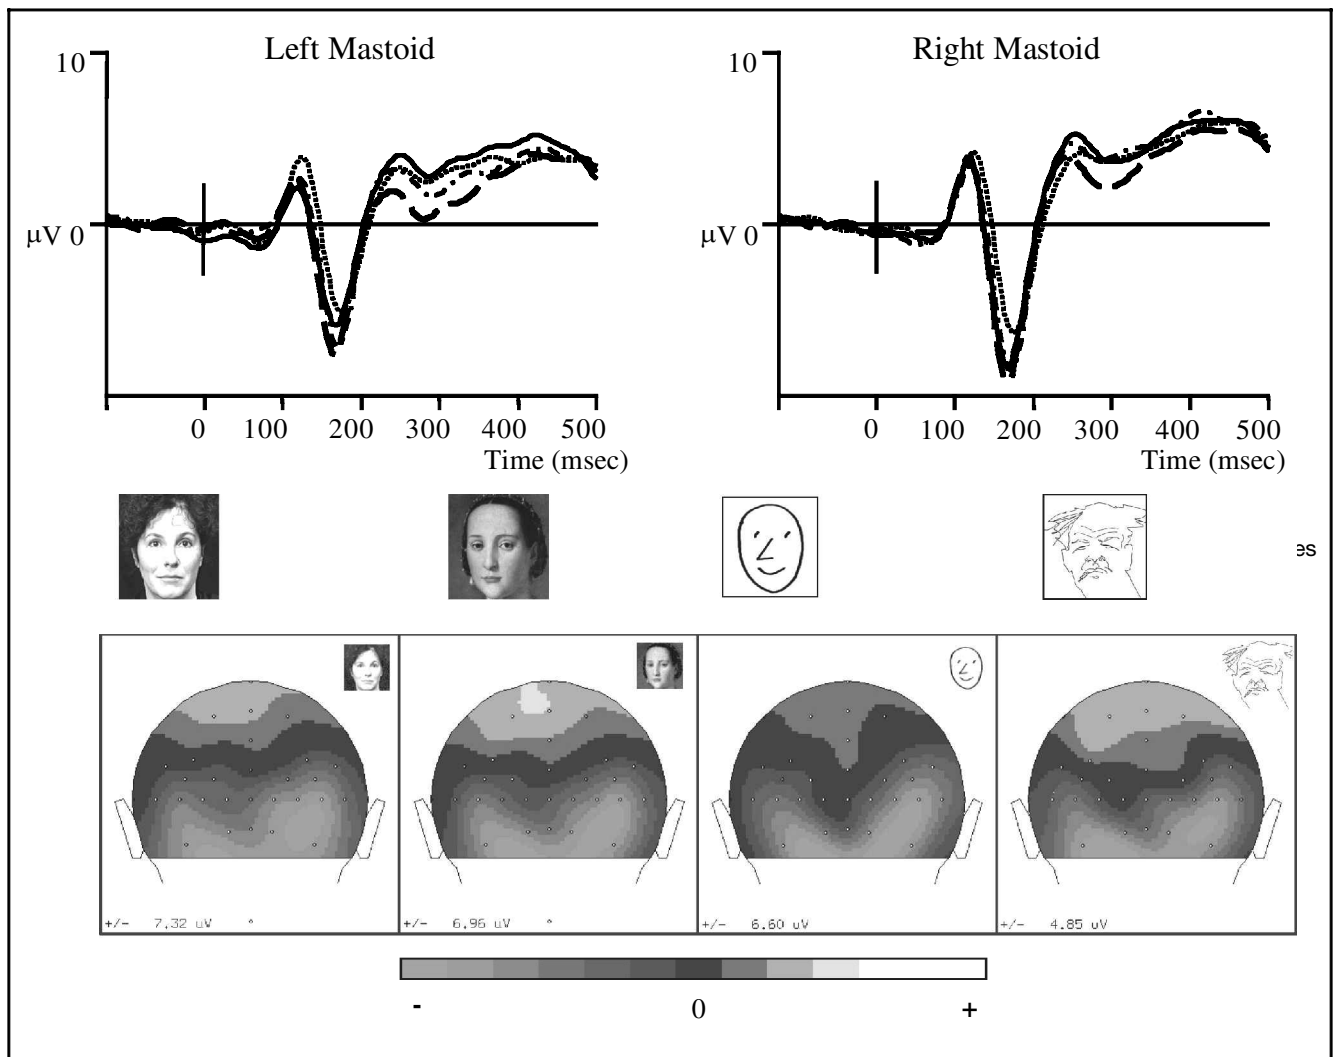 Left Mastoid
10
µV 0
0 100 200 300 400 500
Time (msec)
Right Mastoid
10
µV 0
0 100 200 300 400 500
Time (msec)
es
+/- 7.32 uV
+/- 6.96 uV
+/- 6.60 uV
+/- 4.85 uV
- 0 +